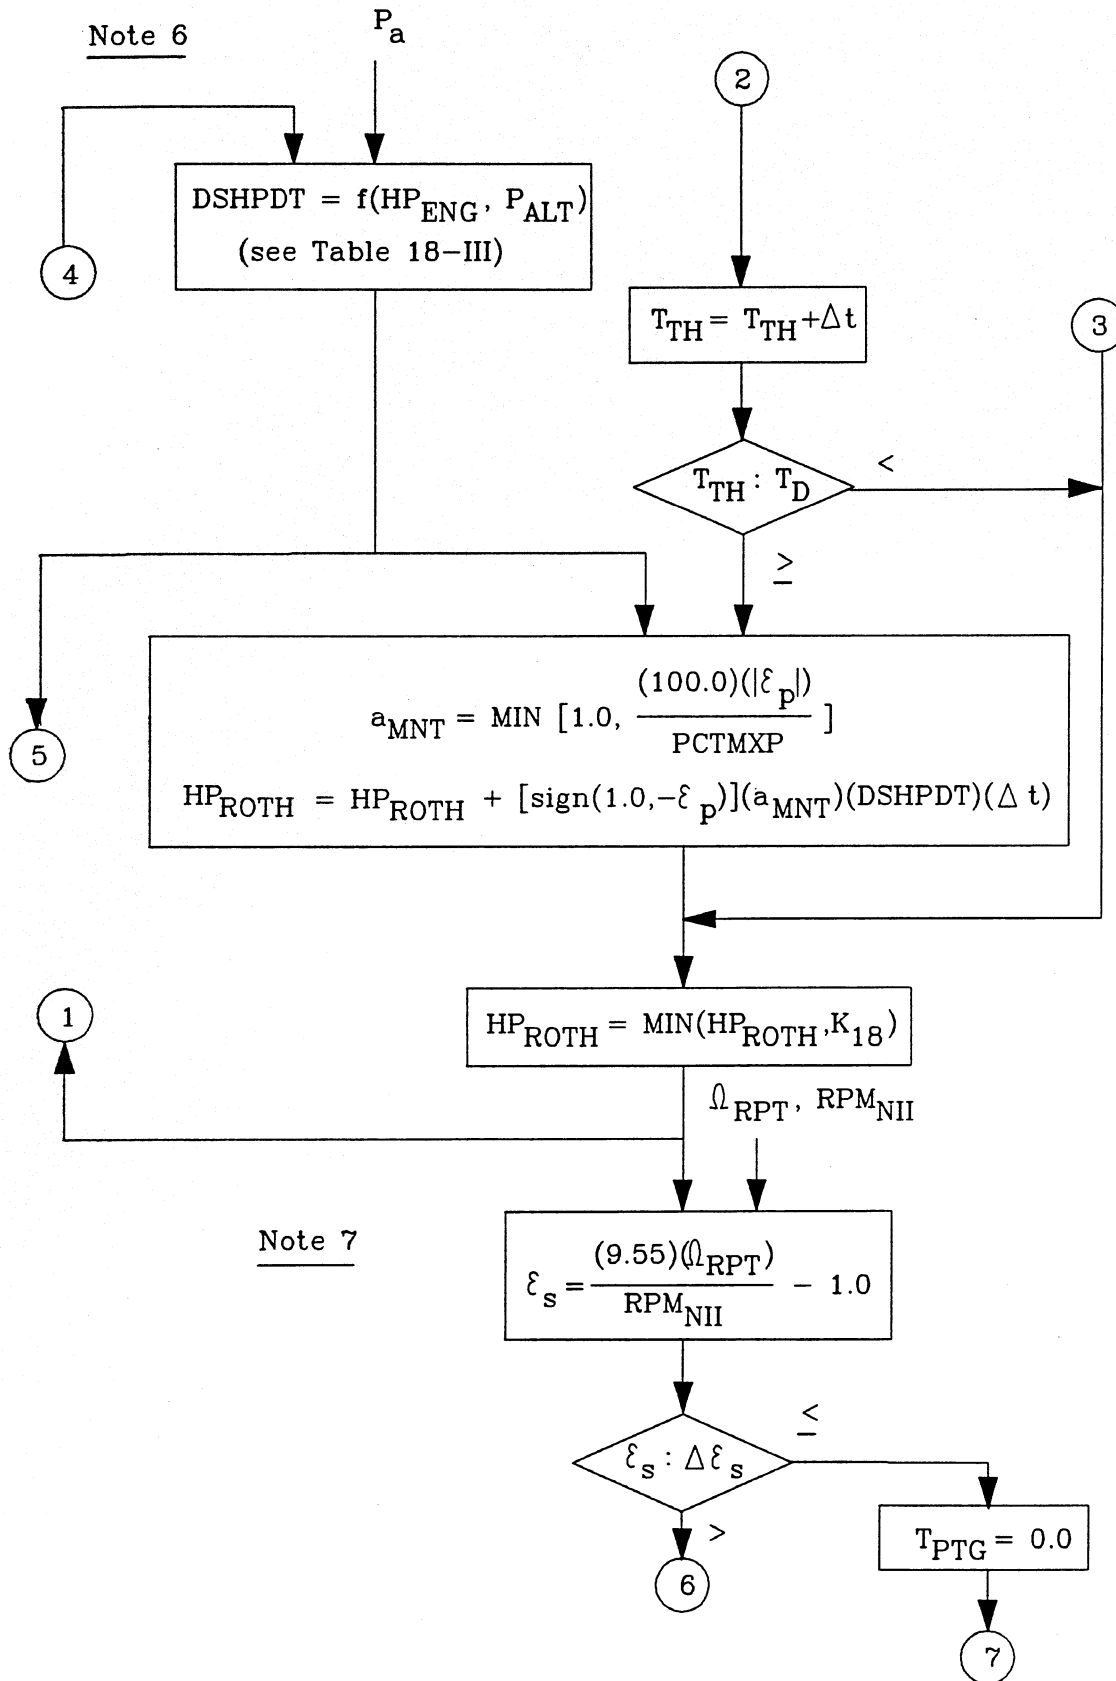 Note 6
P_a
2
DSHPDT = f(HP_ENG, P_ALT)
(see Table 18-III)
4
T_TH = T_TH + Δt
3
T_TH : T_D
<
≥
a_MNT = MIN [1.0, (100.0)(|ε_p|) / PCTMXP ]
HP_ROTH = HP_ROTH + [sign(1.0,-ε_p)](a_MNT)(DSHPDT)(Δ t)
5
1
HP_ROTH = MIN(HP_ROTH, K_18)
Ω_RPT, RPM_NII
Note 7
ε_s = (9.55)(Ω_RPT) / RPM_NII - 1.0
≤
ε_s : Δ ε_s
>
T_PTG = 0.0
6
7